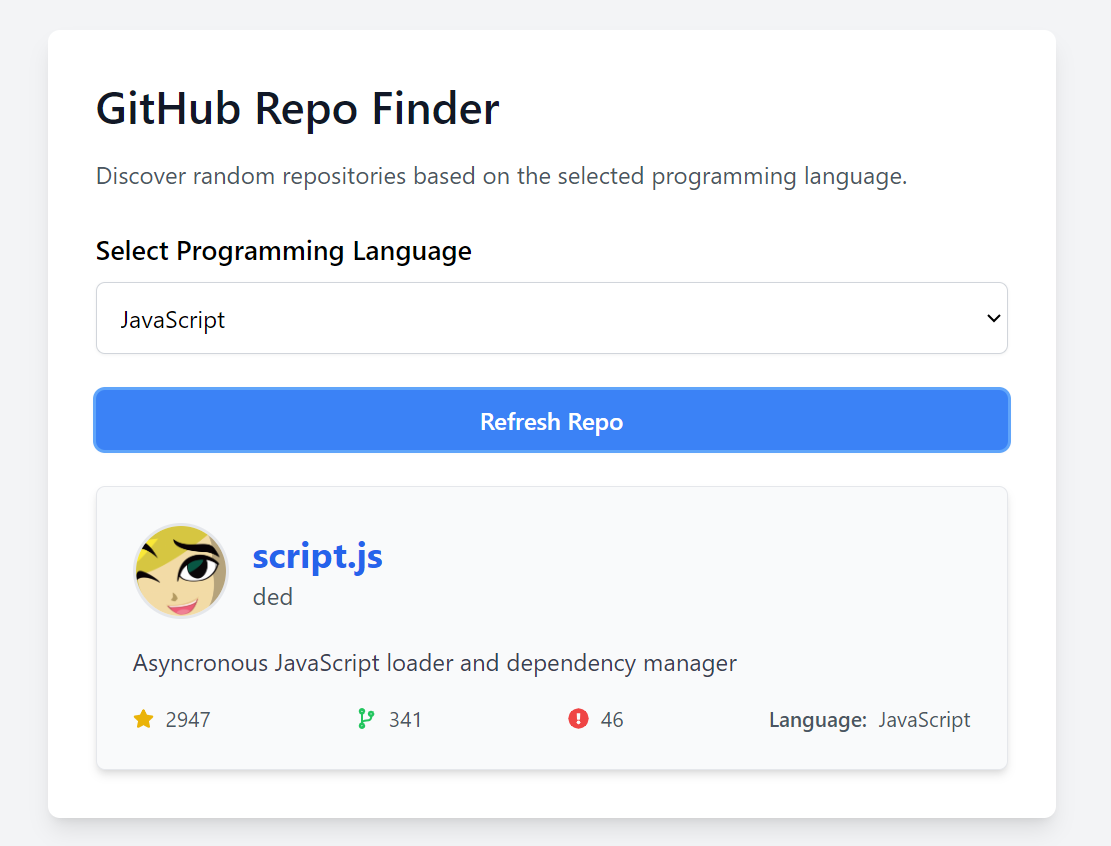 GitHub Repo Finder
Discover random repositories based on the selected programming language.
Select Programming Language
JavaScript
Refresh Repo
script.js
ded
Asyncronous JavaScript loader and dependency manager
2947 341 46 Language: JavaScript